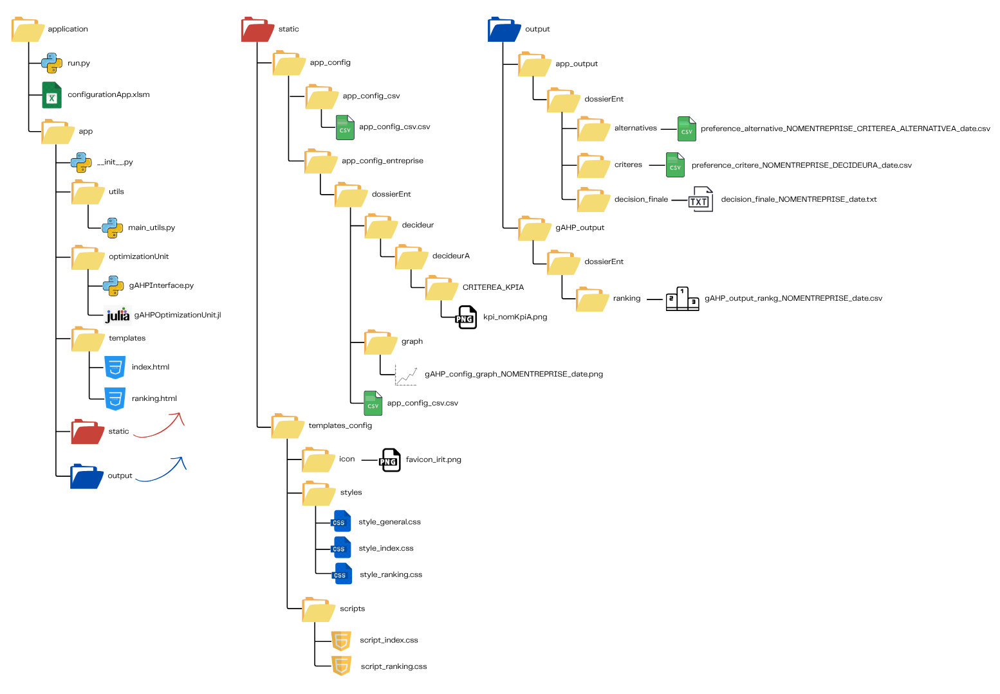 application
run.py
X
configurationApp.xlsm
app
__init__.py
utils
main_utils.py
optimizationUnit
gAHPInterface.py
julia
gAHPOptimizationUnit.jl
templates
index.html
ranking.html
static
output
static
app_config
app_config_csv
CSV
app_config_csv.csv
app_config_entreprise
dossierEnt
decideur
decideurA
CRITEREA_KPIA
PNG
kpi_nomKpiA.png
graph
gAHP_config_graph_NOMENTREPRISE_date.png
CSV
app_config_csv.csv
templates_config
icon
PNG
favicon_irit.png
styles
CSS
style_general.css
CSS
style_index.css
CSS
style_ranking.css
scripts
script_index.css
script_ranking.css
output
app_output
dossierEnt
alternatives
CSV
preference_alternative_NOMENTREPRISE_CRITEREA_ALTERNATIVEA_date.csv
criteres
CSV
preference_critere_NOMENTREPRISE_DECIDEURA_date.csv
decision_finale
TXT
decision_finale_NOMENTREPRISE_date.txt
gAHP_output
dossierEnt
ranking
2 1 3
gAHP_output_rankg_NOMENTREPRISE_date.csv